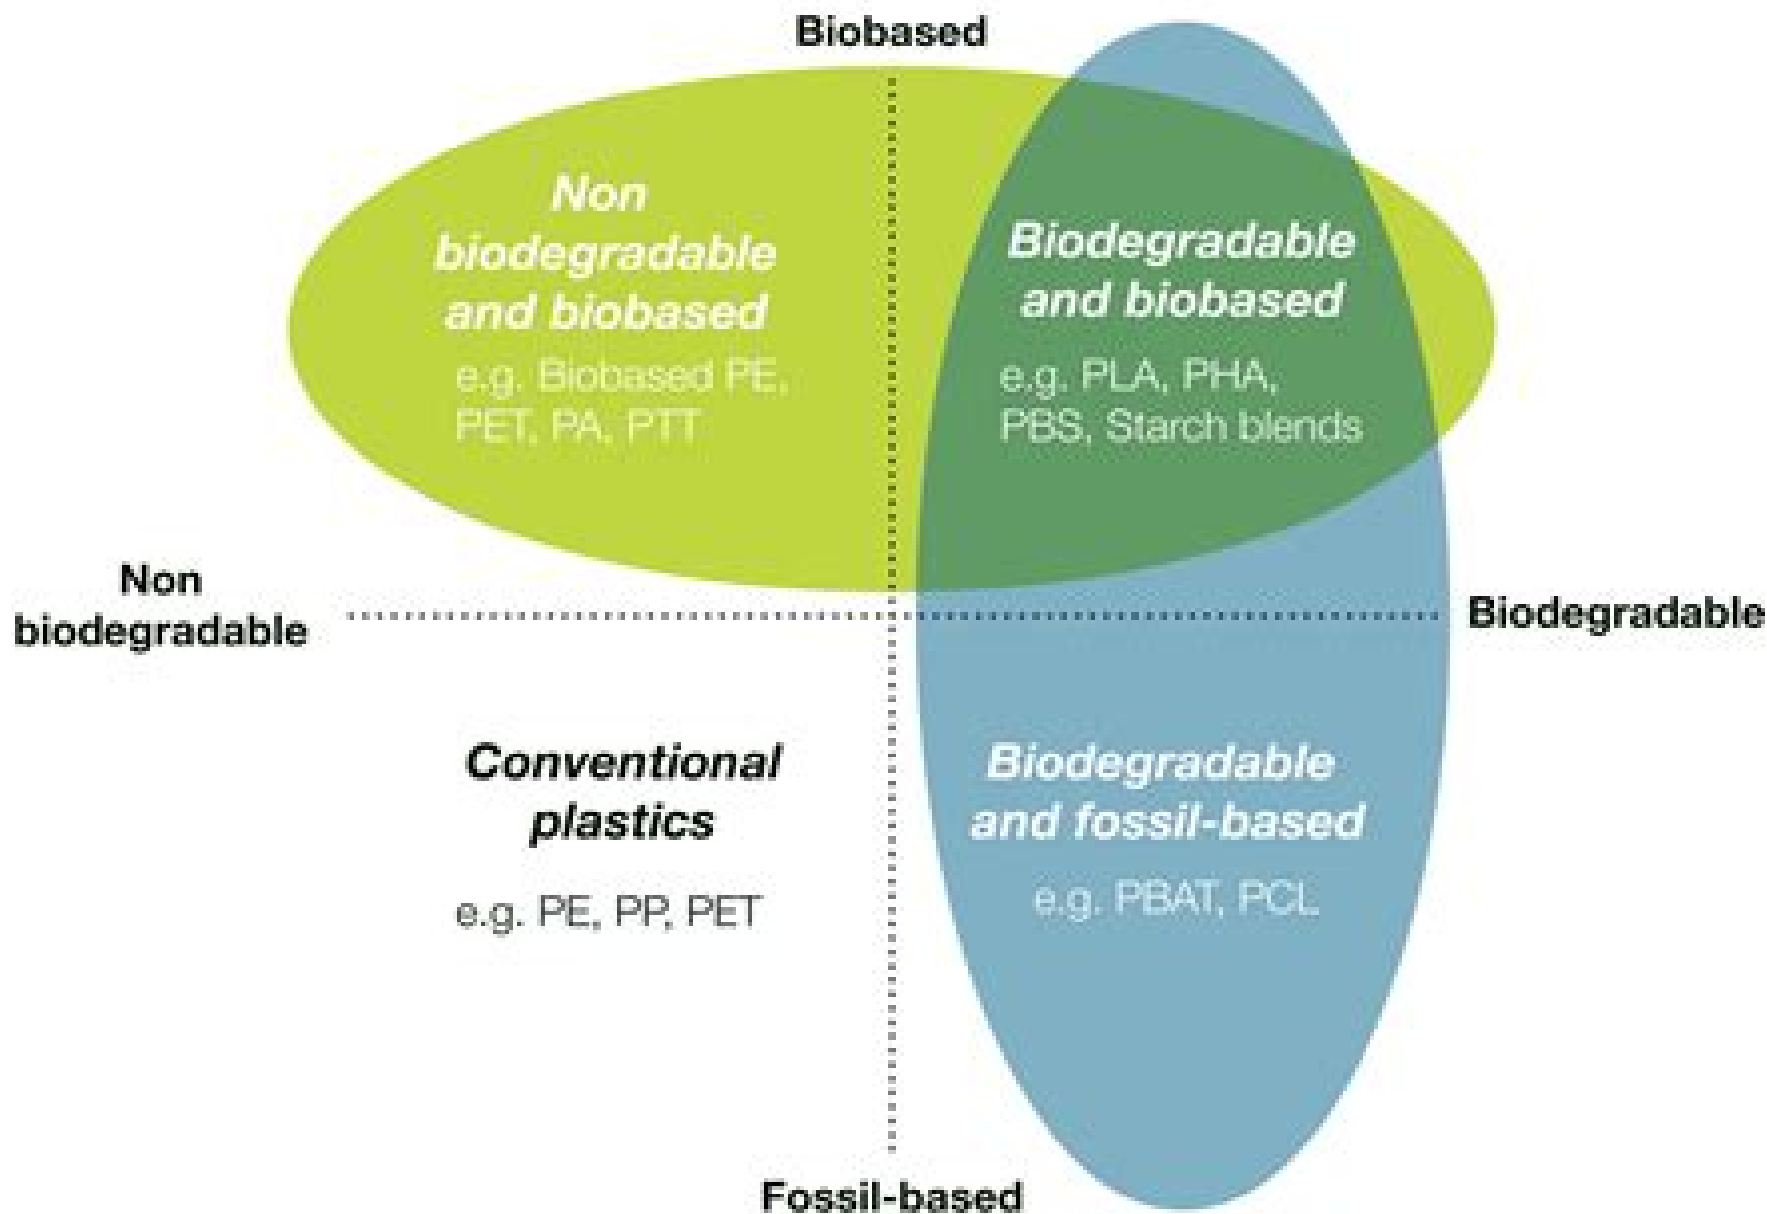 Biobased
Non
biodegradable
and biobased
e.g. Biobased PE,
PET, PA, PTT
Biodegradable
and biobased
e.g. PLA, PHA,
PBS, Starch blends
Non
biodegradable
Biodegradable
Conventional
plastics
e.g. PE, PP, PET
Biodegradable
and fossil-based
e.g. PBAT, PCL
Fossil-based